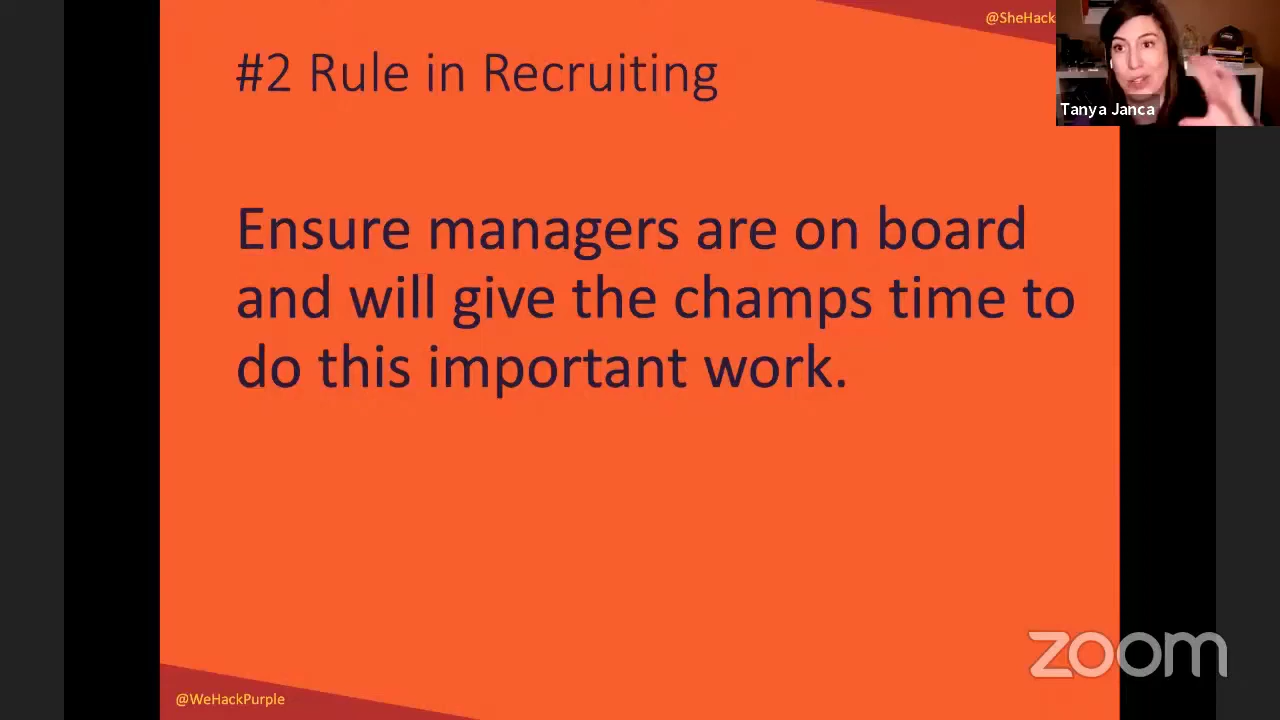 @SheHack
#2 Rule in Recruiting
Tanya Janca
Ensure managers are on board
and will give the champs time to
do this important work.
zoom
@WeHackPurple